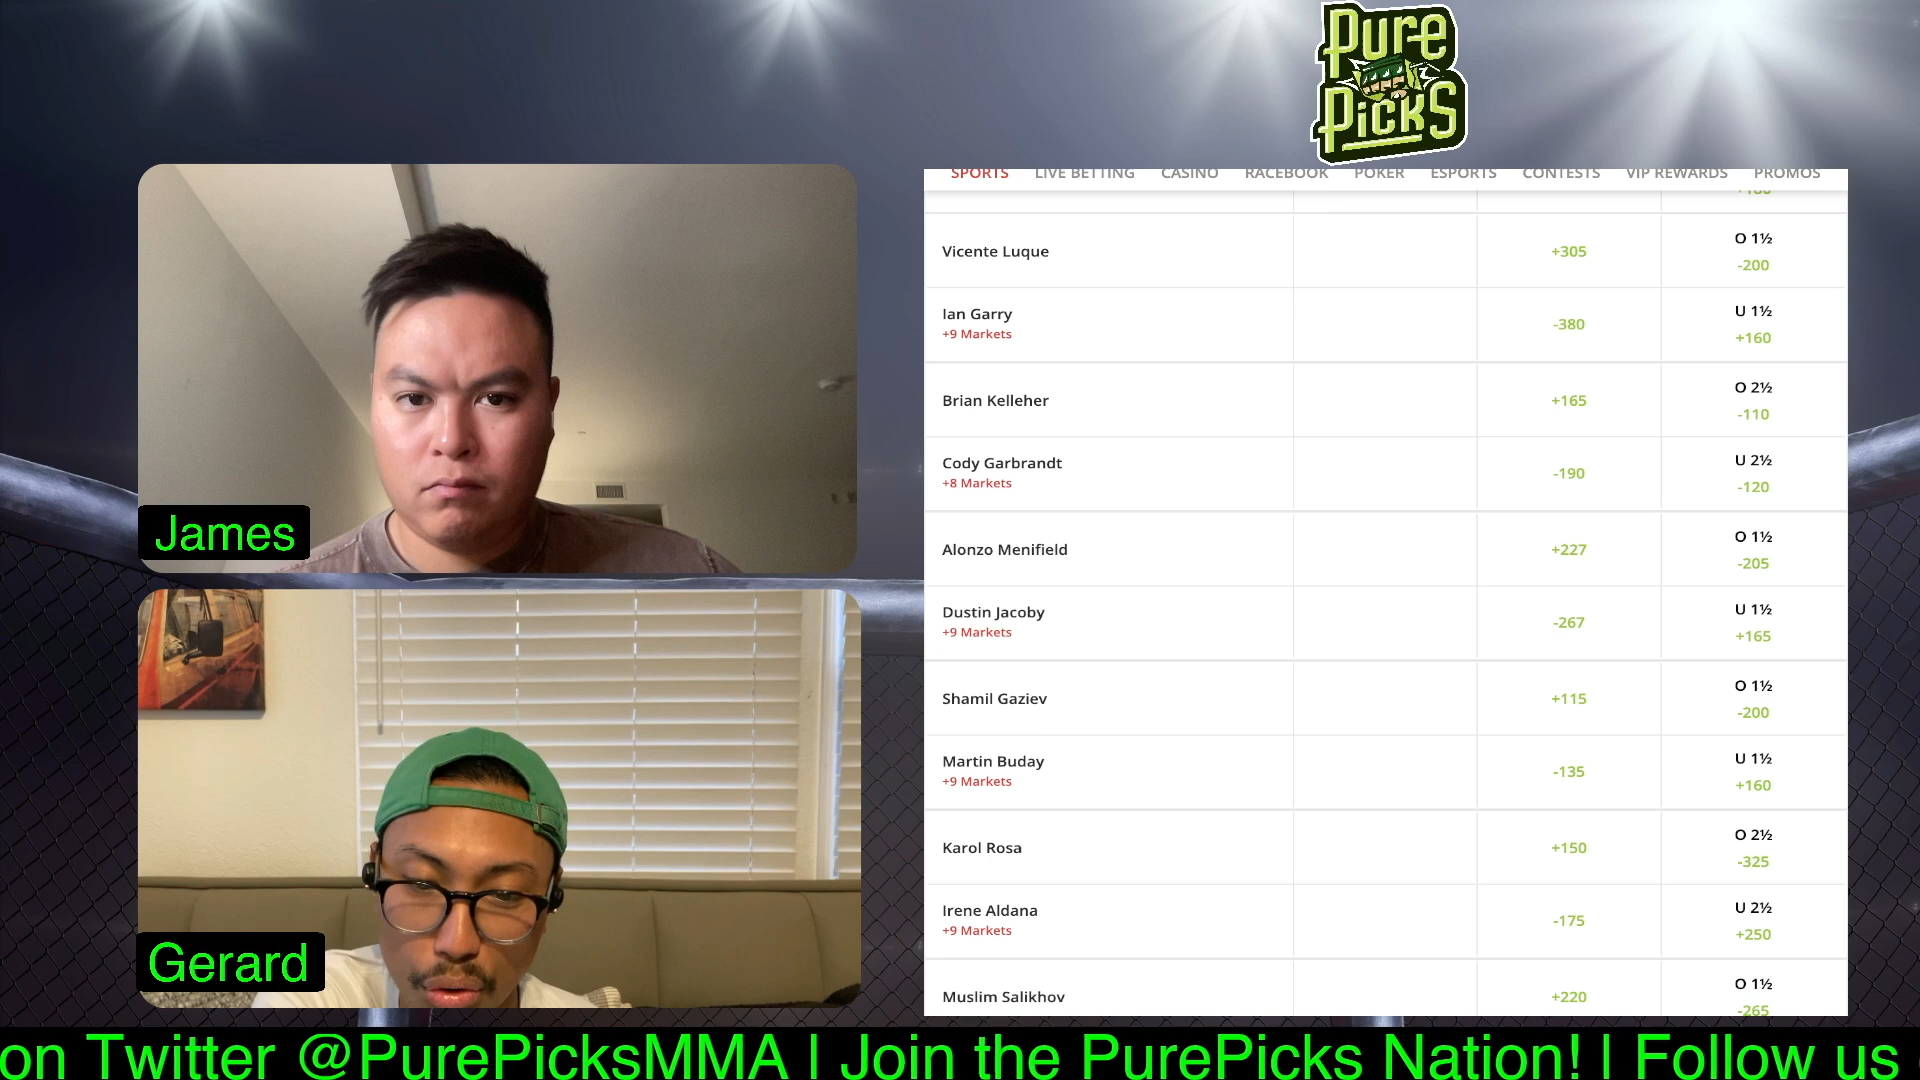 Pure
Picks
SPORTS LIVE BETTING CASINO RACEBOOK POKER ESPORTS CONTESTS VIP REWARDS PROMOS
Vicente Luque +305 O 1½ -200
Ian Garry +9 Markets -380 U 1½ +160
Brian Kelleher +165 O 2½ -110
Cody Garbrandt +8 Markets -190 U 2½ -120
Alonzo Menifield +227 O 1½ -205
Dustin Jacoby +9 Markets -267 U 1½ +165
Shamil Gaziev +115 O 1½ -200
Martin Buday +9 Markets -135 U 1½ +160
Karol Rosa +150 O 2½ -325
Irene Aldana +9 Markets -175 U 2½ +250
Muslim Salikhov +220 O 1½ -265
James
Gerard
on Twitter @PurePicksMMA | Join the PurePicks Nation! | Follow us